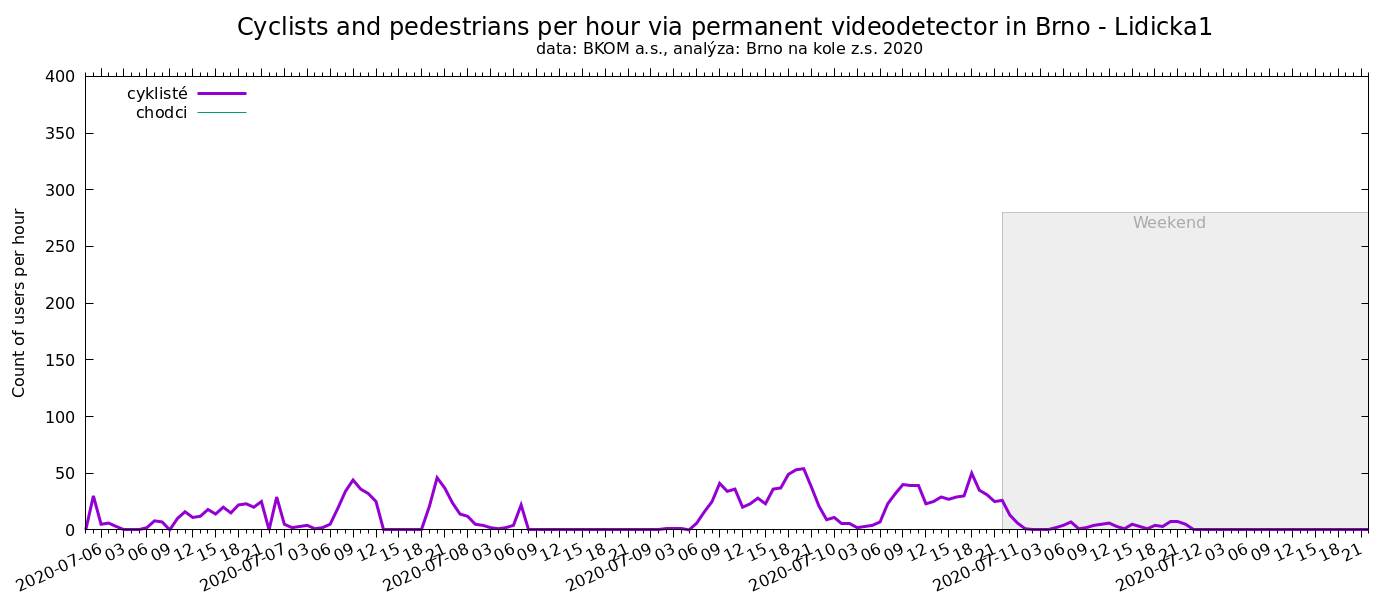 Cyclists and pedestrians per hour via permanent videodetector in Brno - Lidicka1
data: BKOM a.s., analýza: Brno na kole z.s. 2020
400
350
300
250
200
150
100
50
0
Count of users per hour
cyklisté
chodci
Weekend
2020-07-06 03 06 09 12 15 18 21 2020-07-07 03 06 09 12 15 18 21 2020-07-08 03 06 09 12 15 18 21 2020-07-09 03 06 09 12 15 18 21 2020-07-10 03 06 09 12 15 18 21 2020-07-11 03 06 09 12 15 18 21 2020-07-12 03 06 09 12 15 18 21